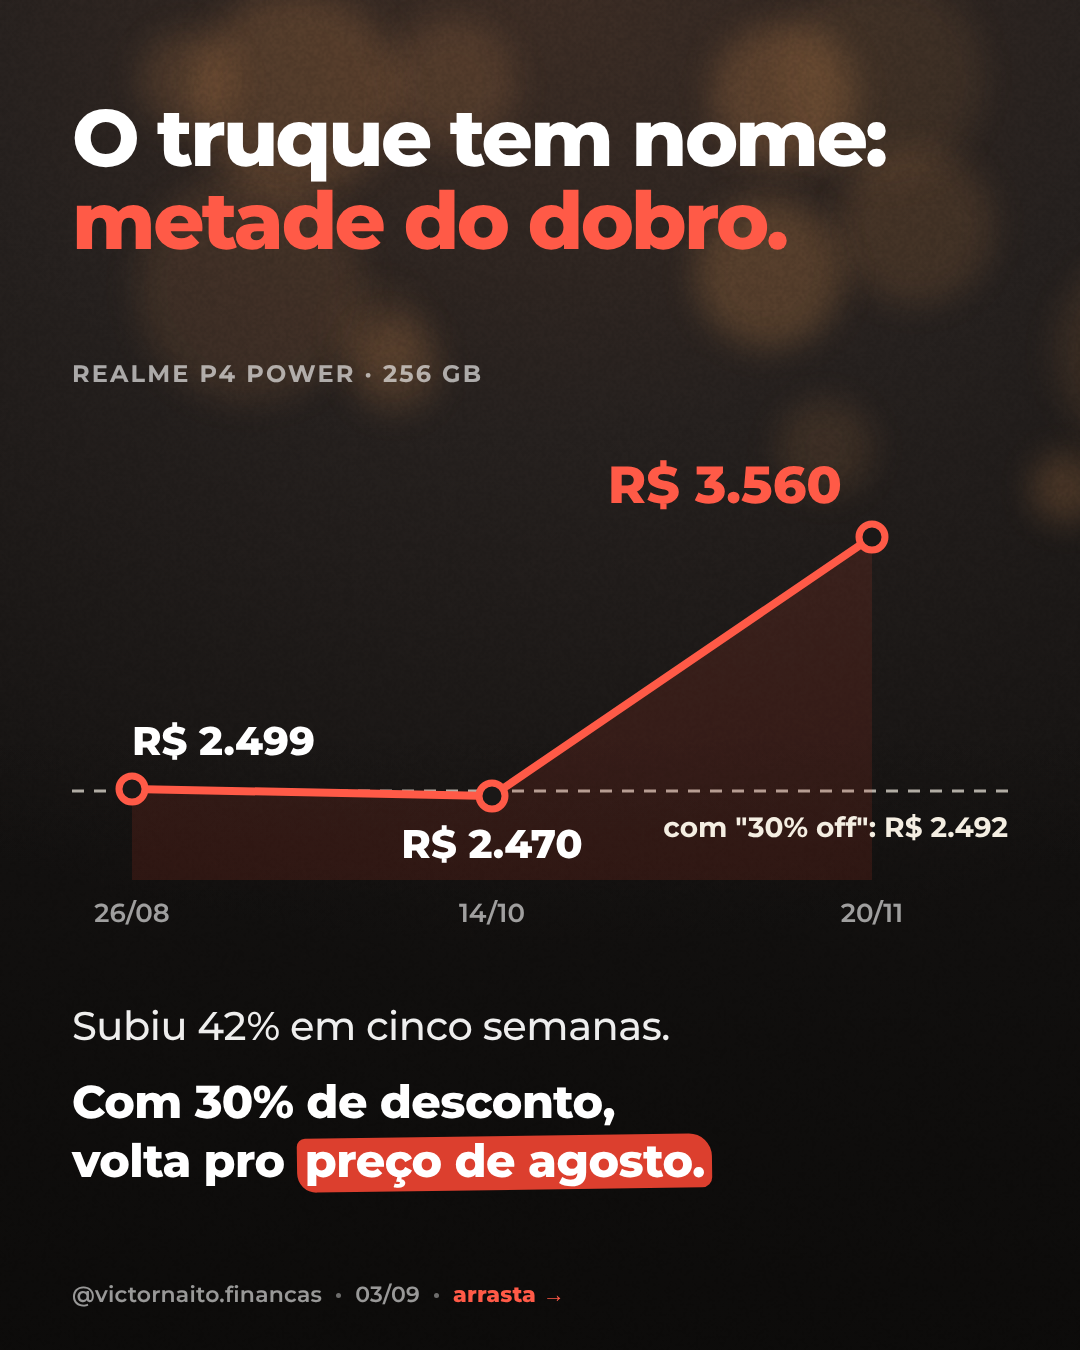 O truque tem nome:
metade do dobro.
REALME P4 POWER · 256 GB
R$ 3.560
R$ 2.499
R$ 2.470
com "30% off": R$ 2.492
26/08
14/10
20/11
Subiu 42% em cinco semanas.
Com 30% de desconto,
volta pro preço de agosto.
@victornaito.financas • 03/09 • arrasta →